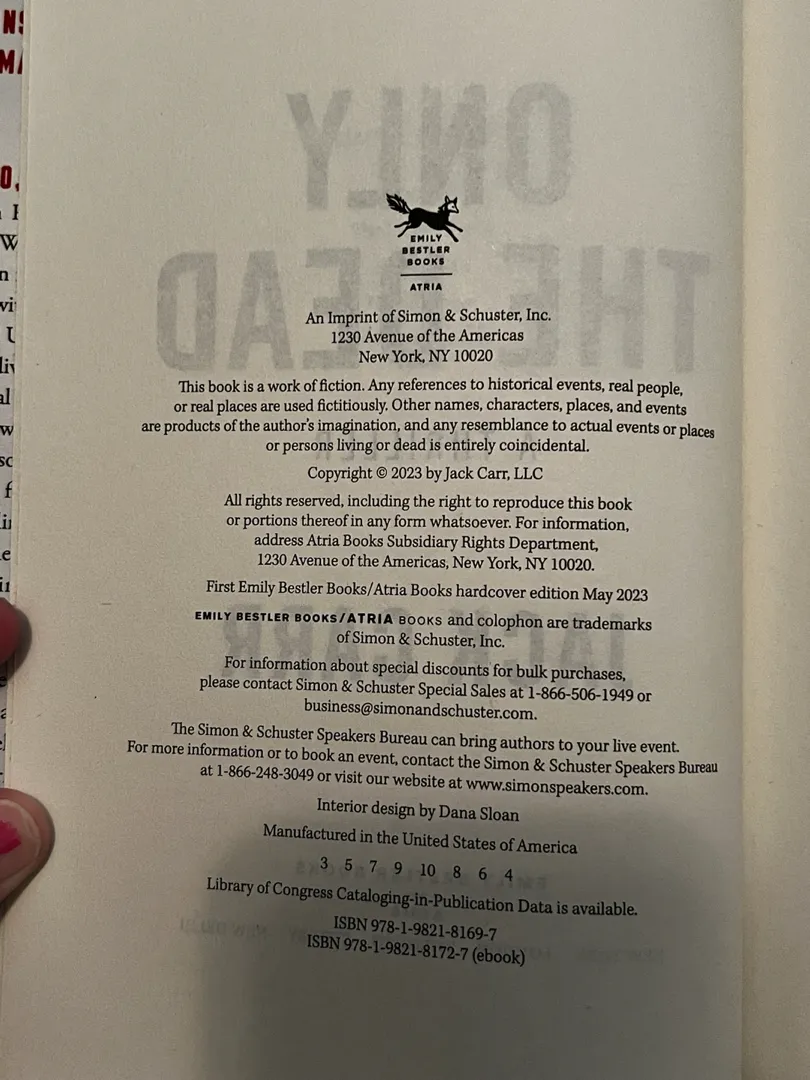 EMILY
BESTLER
BOOKS
ATRIA
An Imprint of Simon & Schuster, Inc.
1230 Avenue of the Americas
New York, NY 10020
This book is a work of fiction. Any references to historical events, real people,
or real places are used fictitiously. Other names, characters, places, and events
are products of the author's imagination, and any resemblance to actual events or places
or persons living or dead is entirely coincidental.
Copyright © 2023 by Jack Carr, LLC
All rights reserved, including the right to reproduce this book
or portions thereof in any form whatsoever. For information,
address Atria Books Subsidiary Rights Department,
1230 Avenue of the Americas, New York, NY 10020.
First Emily Bestler Books/Atria Books hardcover edition May 2023
EMILY BESTLER BOOKS/ATRIA BOOKS and colophon are trademarks
of Simon & Schuster, Inc.
For information about special discounts for bulk purchases,
please contact Simon & Schuster Special Sales at 1-866-506-1949 or
business@simonandschuster.com.
The Simon & Schuster Speakers Bureau can bring authors to your live event.
For more information or to book an event, contact the Simon & Schuster Speakers Bureau
at 1-866-248-3049 or visit our website at www.simonspeakers.com.
Interior design by Dana Sloan
Manufactured in the United States of America
3 5 7 9 10 8 6 4
Library of Congress Cataloging-in-Publication Data is available.
ISBN 978-1-9821-8169-7
ISBN 978-1-9821-8172-7 (ebook)